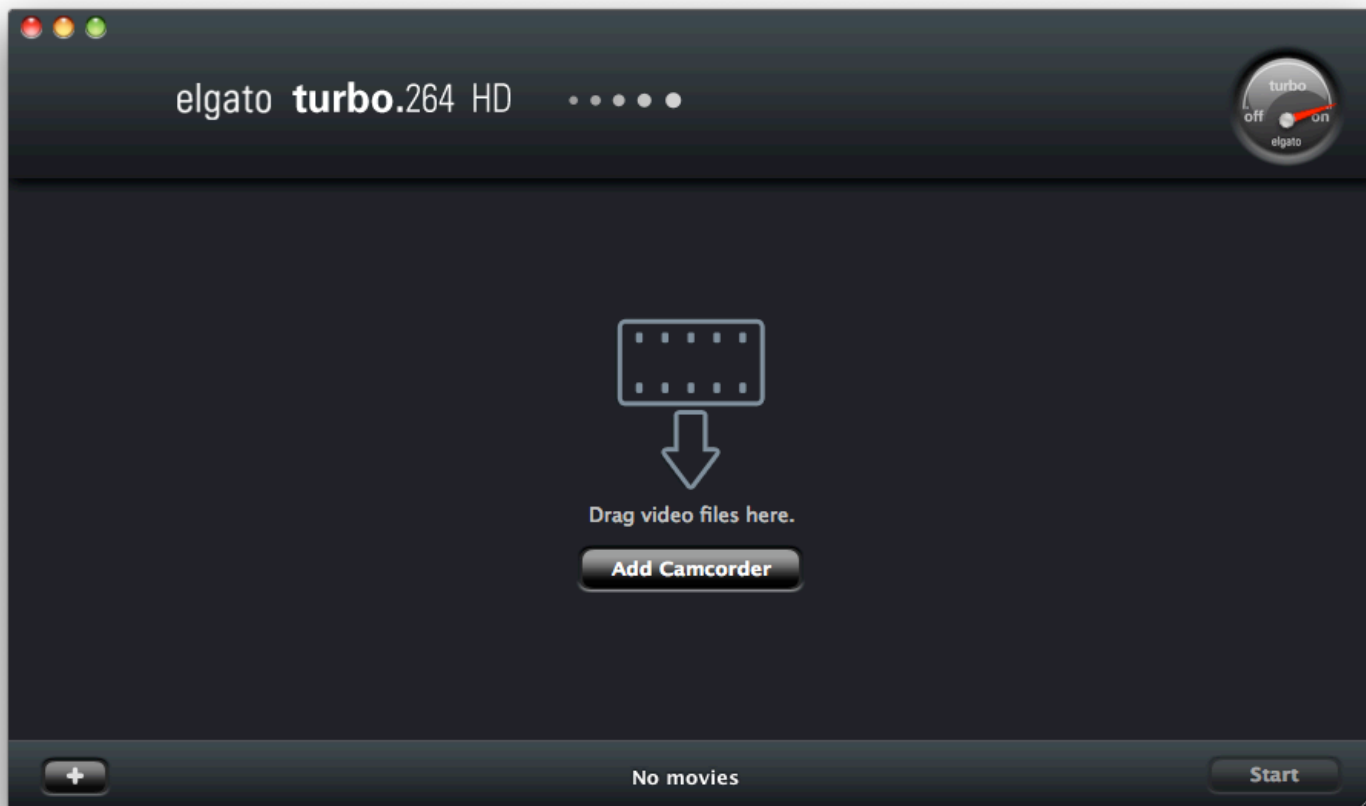 elgato turbo.264 HD
turbo
off on
elgato
Drag video files here.
Add Camcorder
+
No movies
Start